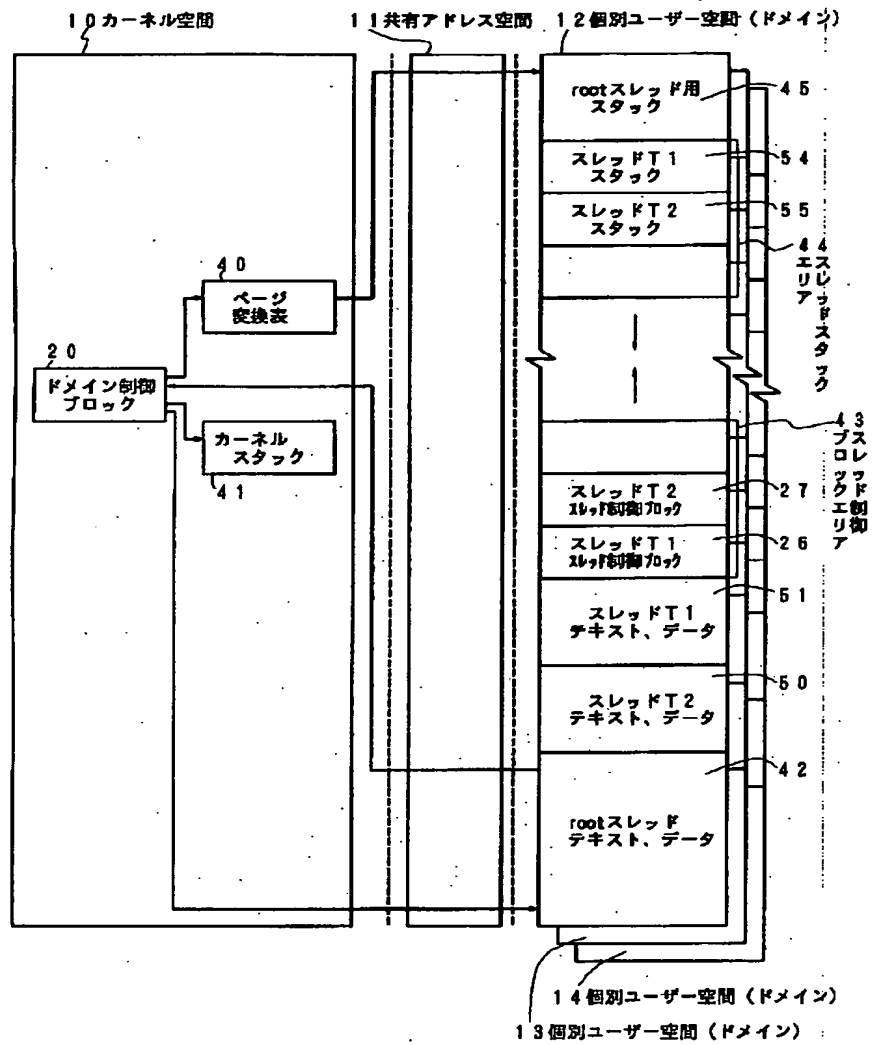 10カーネル空間
11共有アドレス空間
12個別ユーザー空間(ドメイン)
rootスレッド用
スタック
45
スレッドT1
スタック
54
スレッドT2
スタック
55
44スレッドスタック
エリア
40
ページ
変換表
20
ドメイン制御
ブロック
カーネル
スタック
41
43スレッド制御
ブロックエリア
スレッドT2
スレッド制御ブロック
27
スレッドT1
スレッド制御ブロック
26
スレッドT1
テキスト、データ
51
スレッドT2
テキスト、データ
50
rootスレッド
テキスト、データ
42
14個別ユーザー空間(ドメイン)
13個別ユーザー空間(ドメイン)